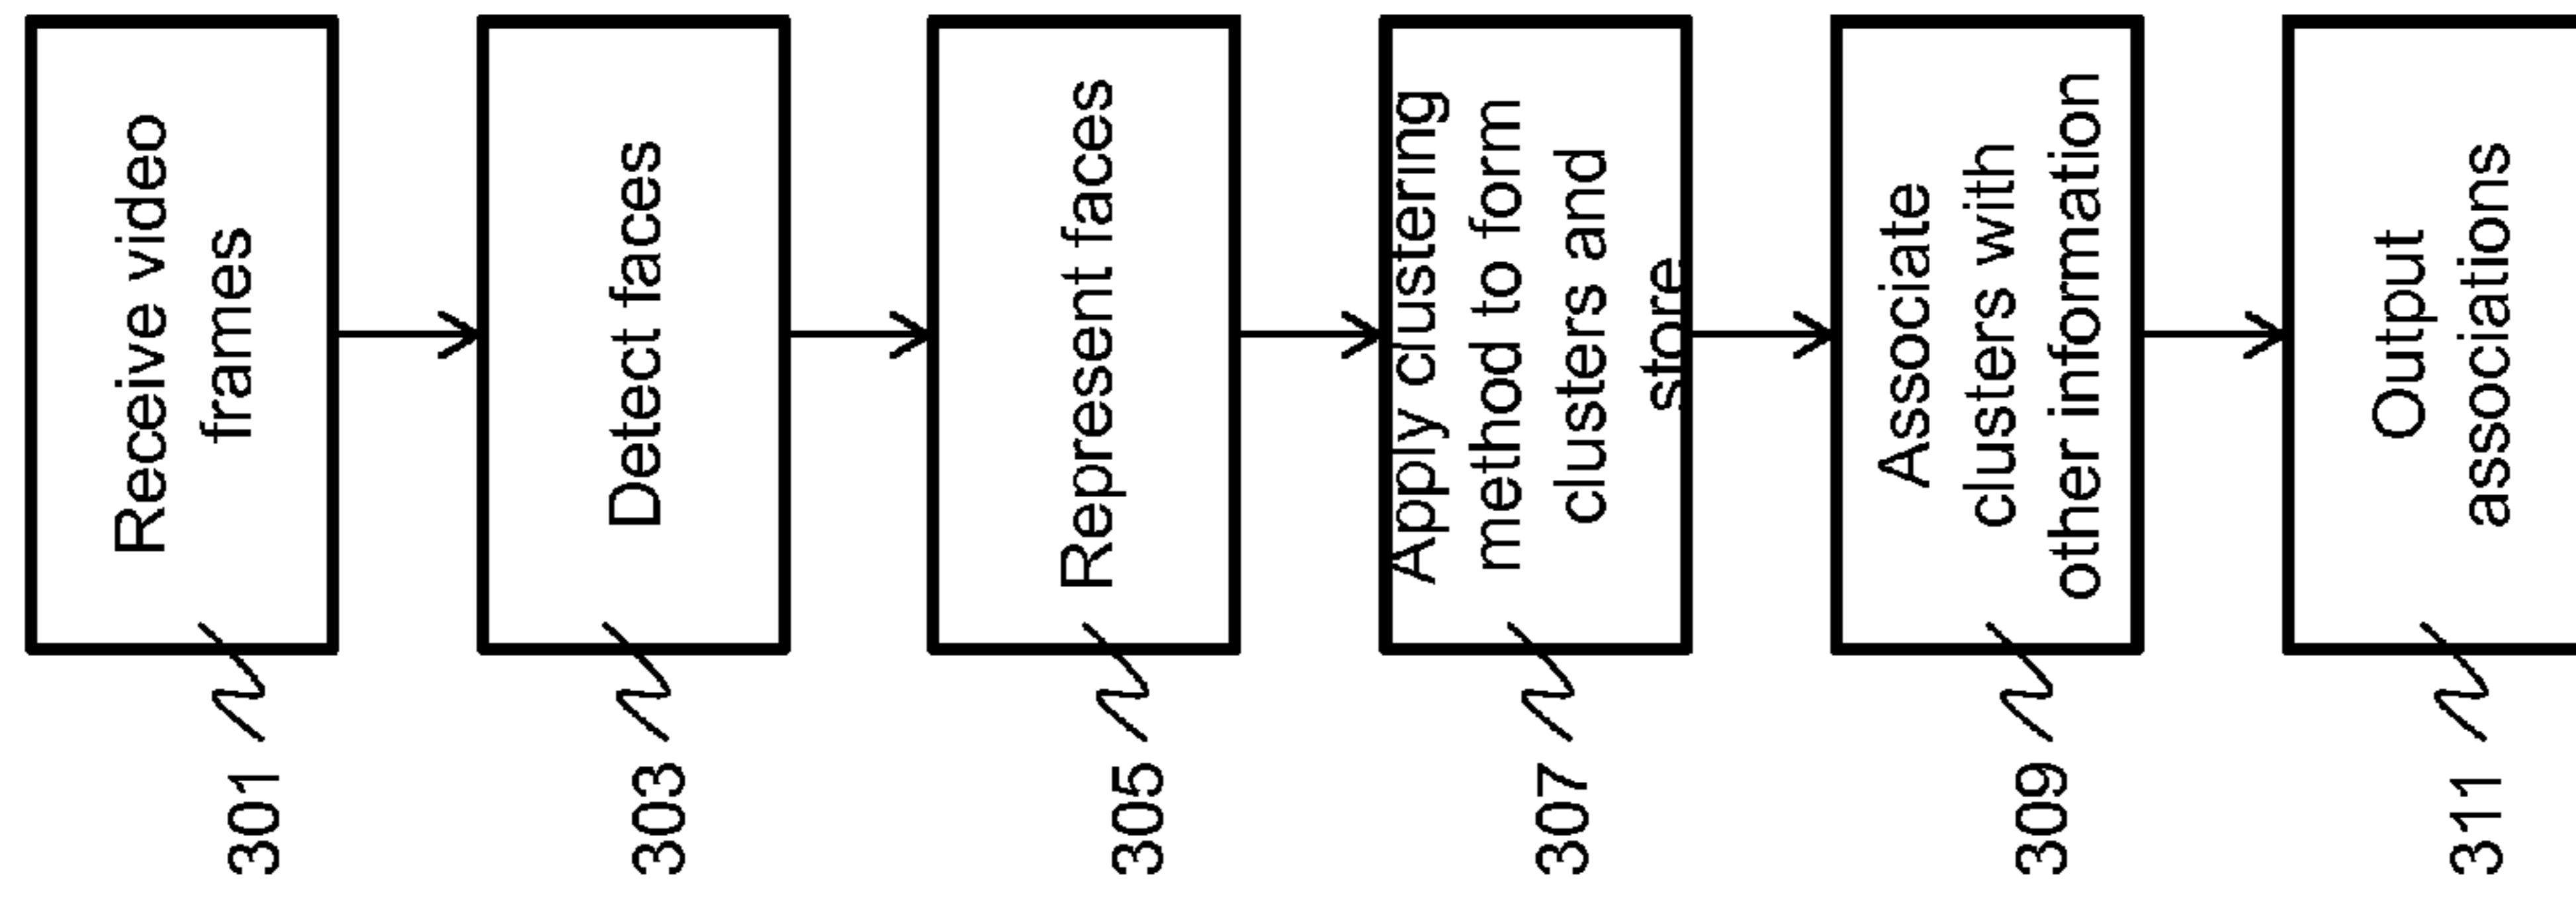 Receive video
frames
301
Detect faces
303
Represent faces
305
Apply clustering
method to form
clusters and
store
307
Associate
clusters with
other information
309
Output
associations
311